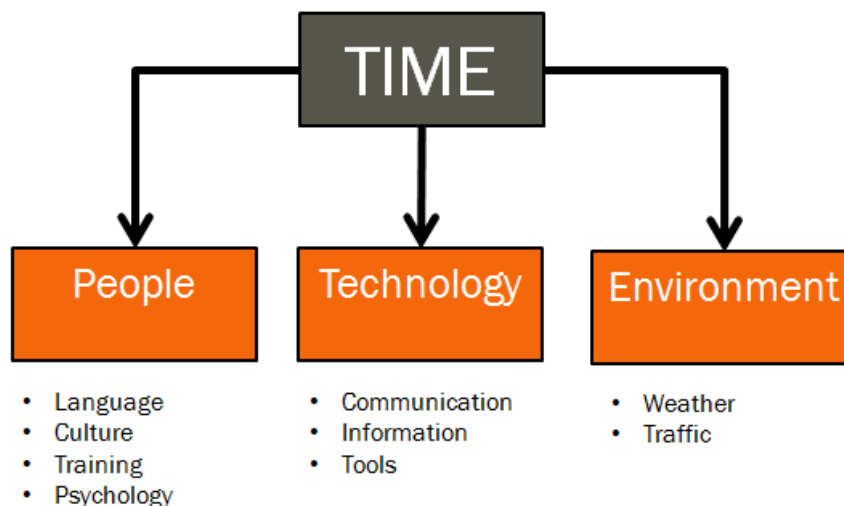 TIME
People
Technology
Environment
• Language
• Culture
• Training
• Psychology
• Communication
• Information
• Tools
• Weather
• Traffic